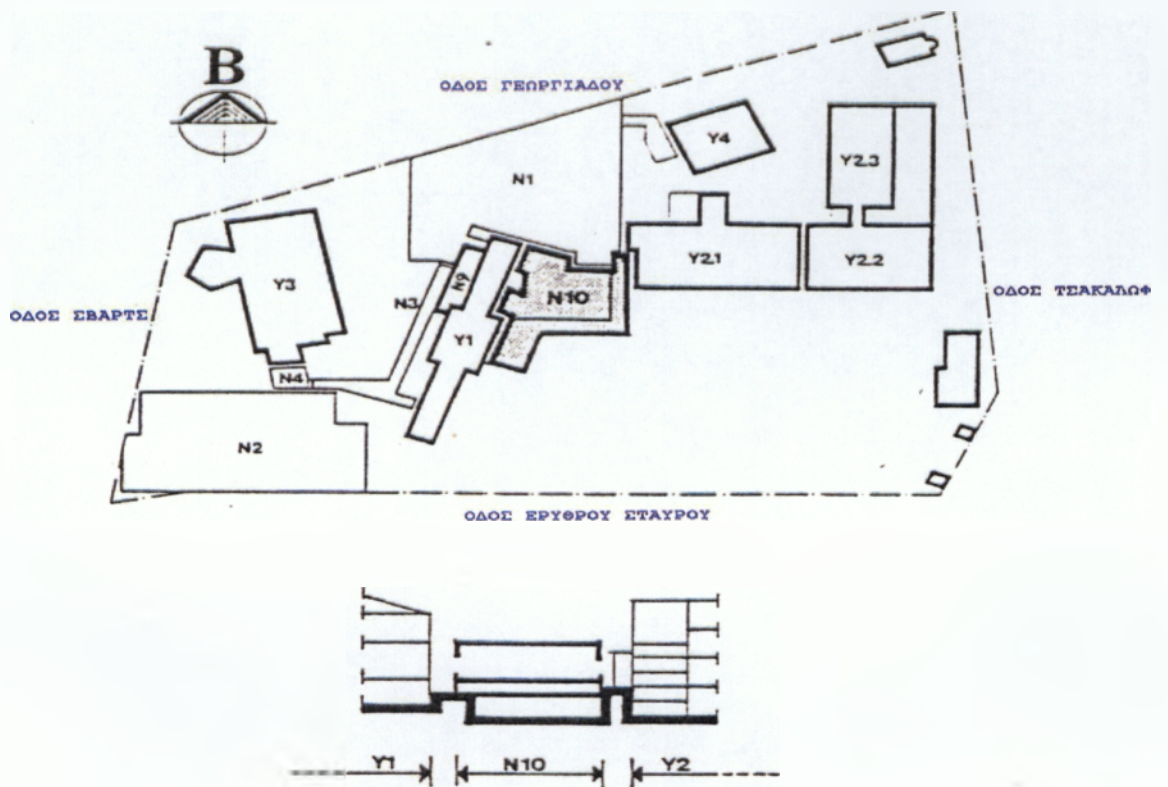 Β
ΟΔΟΣ ΓΕΩΡΓΙΑΔΟΥ
Υ4
Υ2.3
Ν1
Υ2.1
Υ2.2
Υ3
Ν9
Ν10
Ν3
Υ1
ΟΔΟΣ ΣΒΑΡΤΣ
ΟΔΟΣ ΤΣΑΚΑΛΩΦ
Ν4
Ν2
ΟΔΟΣ ΕΡΥΘΡΟΥ ΣΤΑΥΡΟΥ
Υ1 Ν10 Υ2